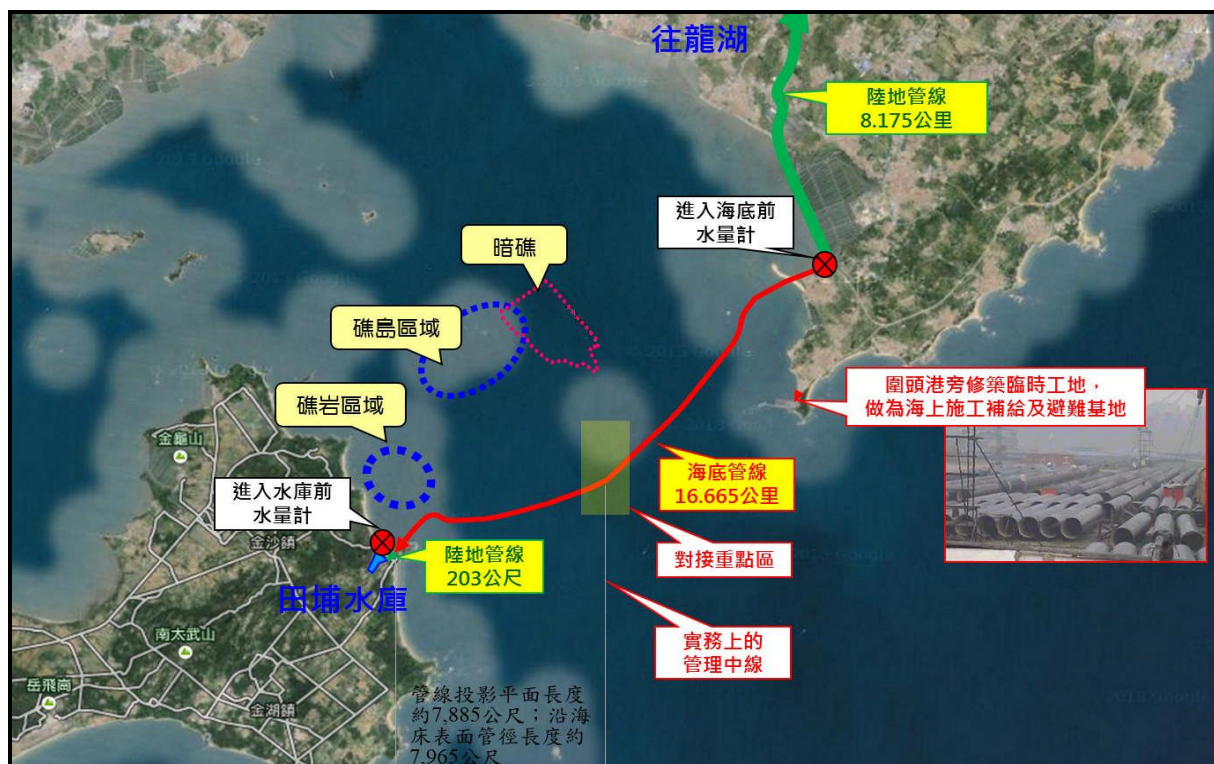 往龍湖
陸地管線
8.175公里
進入海底前
水量計
暗礁
礁島區域
礁岩區域
圍頭港旁修築臨時工地，
做為海上施工補給及避難基地
金龜山
進入水庫前
水量計
金沙鎮
海底管線
16.665公里
陸地管線
203公尺
對接重點區
田埔水庫
南太武山
實務上的
管理中線
岳飛崗
金湖鎮
管線投影平面長度
約7,885公尺；沿海
床表面管徑長度約
7,965公尺
© 2013 Google